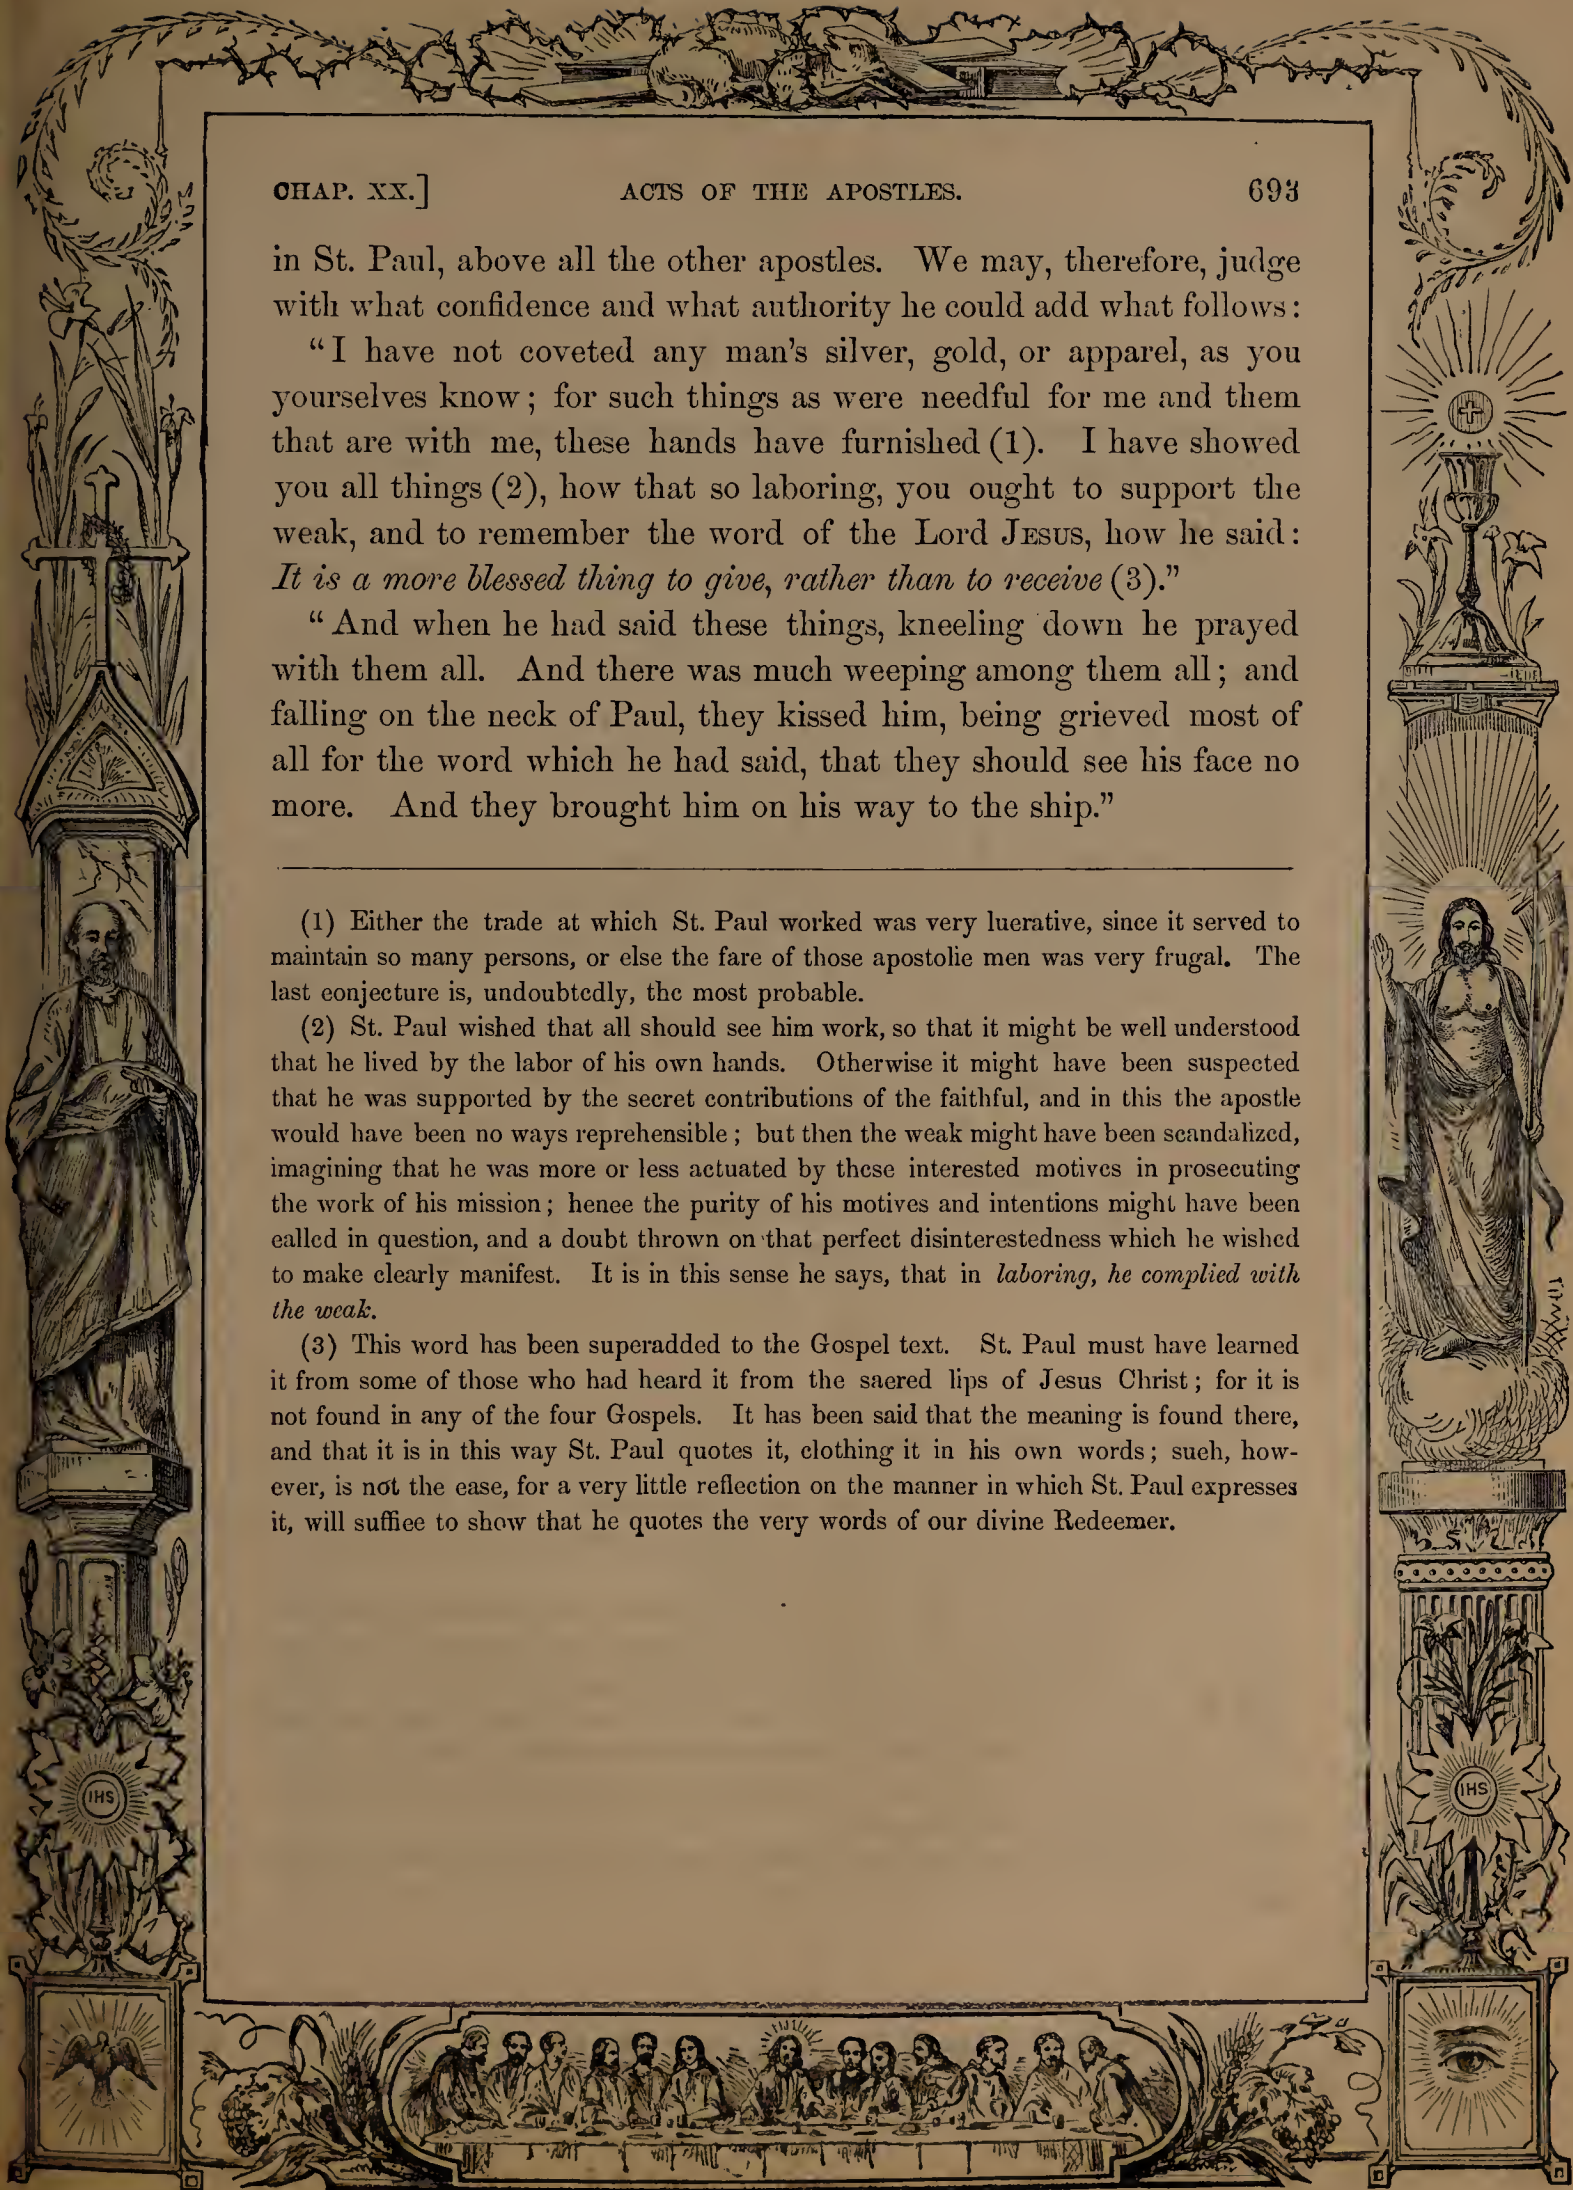 CHAP. XX.] ACTS OF THE APOSTLES. 693
in St. Paul, above all the other apostles. We may, therefore, judge
with what confidence and what authority he could add what follows:
“I have not coveted any man’s silver, gold, or apparel, as you
yourselves know; for such things as were needful for me and them
that are with me, these hands have furnished (1). I have showed
you all things (2), how that so laboring, you ought to support the
weak, and to remember the word of the Lord JESUS, how he said:
It is a more blessed thing to give, rather than to receive (3).”
“And when he had said these things, kneeling down he prayed
with them all. And there was much weeping among them all; and
falling on the neck of Paul, they kissed him, being grieved most of
all for the word which he had said, that they should see his face no
more. And they brought him on his way to the ship.”
(1) Either the trade at which St. Paul worked was very lucrative, since it served to
maintain so many persons, or else the fare of those apostolic men was very frugal. The
last conjecture is, undoubtedly, the most probable.
(2) St. Paul wished that all should see him work, so that it might be well understood
that he lived by the labor of his own hands. Otherwise it might have been suspected
that he was supported by the secret contributions of the faithful, and in this the apostle
would have been no ways reprehensible; but then the weak might have been scandalized,
imagining that he was more or less actuated by these interested motives in prosecuting
the work of his mission; hence the purity of his motives and intentions might have been
called in question, and a doubt thrown on that perfect disinterestedness which he wished
to make clearly manifest. It is in this sense he says, that in laboring, he complied with
the weak.
(3) This word has been superadded to the Gospel text. St. Paul must have learned
it from some of those who had heard it from the sacred lips of Jesus Christ; for it is
not found in any of the four Gospels. It has been said that the meaning is found there,
and that it is in this way St. Paul quotes it, clothing it in his own words; such, how-
ever, is not the case, for a very little reflection on the manner in which St. Paul expresses
it, will suffice to show that he quotes the very words of our divine Redeemer.
IHS
IHS